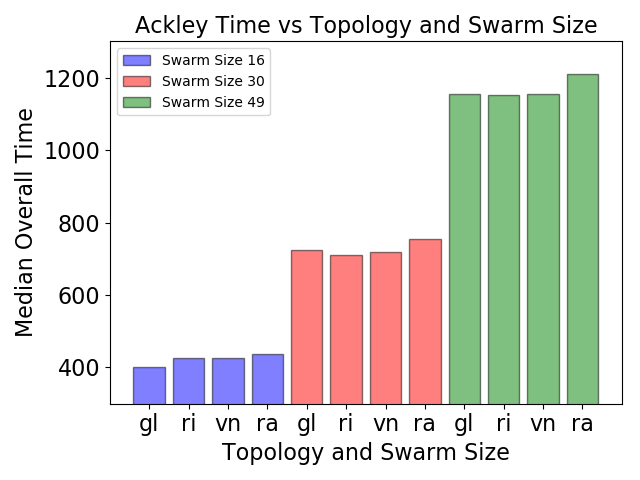 Ackley Time vs Topology and Swarm Size
Swarm Size 16
Swarm Size 30
Swarm Size 49
Median Overall Time
1200
1000
800
600
400
gl ri vn ra gl ri vn ra gl ri vn ra
Topology and Swarm Size